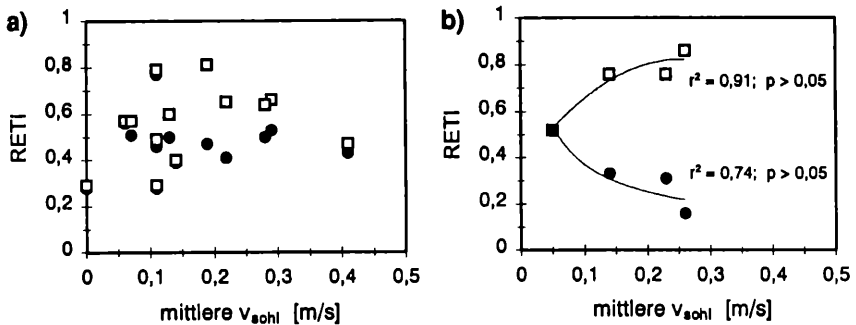 a)
RETI
1
0,8
0,6
0,4
0,2
0
0 0,1 0,2 0,3 0,4 0,5
mittlere v_sohl [m/s]
b)
RETI
1
0,8
0,6
0,4
0,2
0
r² = 0,91; p > 0,05
r² = 0,74; p > 0,05
0 0,1 0,2 0,3 0,4 0,5
mittlere v_sohl [m/s]